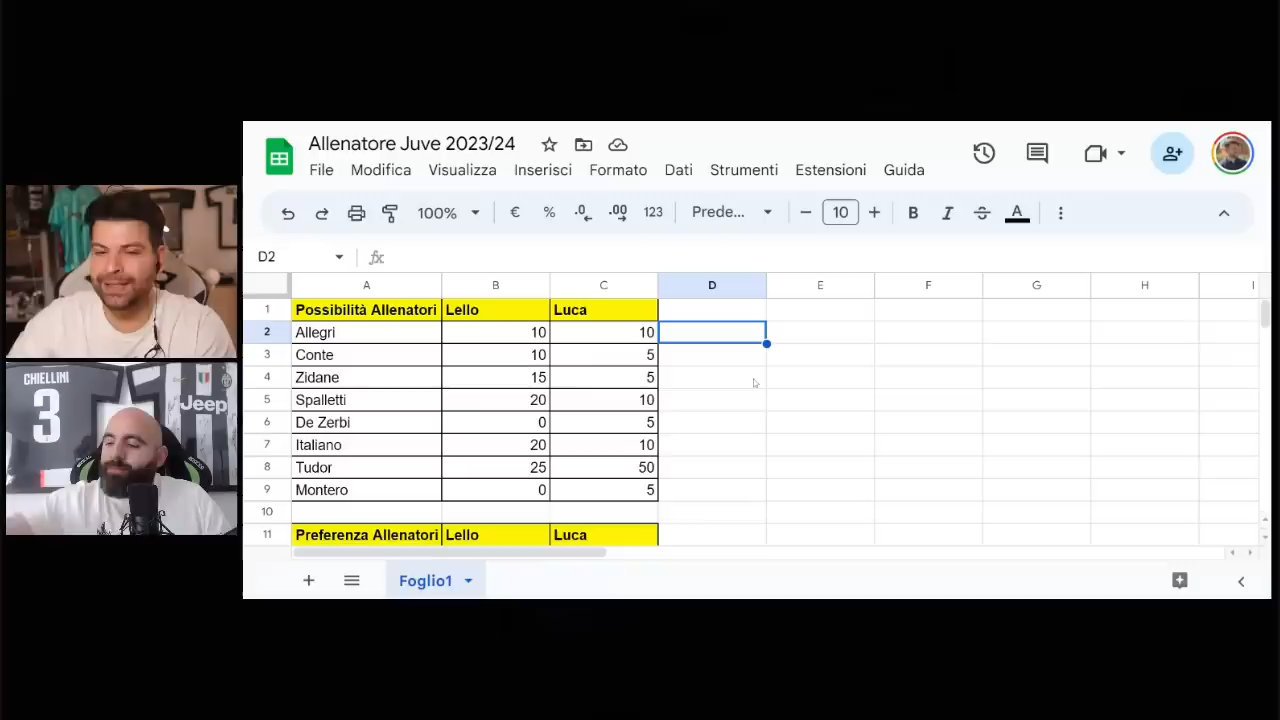 Allenatore Juve 2023/24
File Modifica Visualizza Inserisci Formato Dati Strumenti Estensioni Guida
100% € % .0 .00 123 Prede... 10 B I S A
D2 fx
A B C D E F G H I
1 Possibilità Allenatori Lello Luca
2 Allegri 10 10
3 Conte 10 5
4 Zidane 15 5
5 Spalletti 20 10
6 De Zerbi 0 5
7 Italiano 20 10
8 Tudor 25 50
9 Montero 0 5
10
11 Preferenza Allenatori Lello Luca
Foglio1
CHIELLINI
3
Jeep